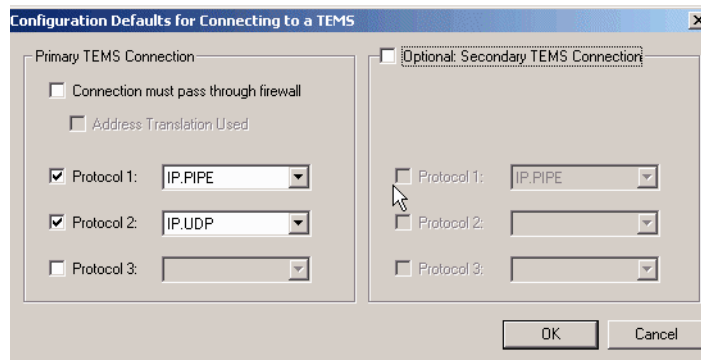 Configuration Defaults for Connecting to a TEMS
Primary TEMS Connection
Connection must pass through firewall
Address Translation Used
Protocol 1: IP.PIPE
Protocol 2: IP.UDP
Protocol 3:
Optional: Secondary TEMS Connection
Protocol 1: IP.PIPE
Protocol 2:
Protocol 3:
OK Cancel